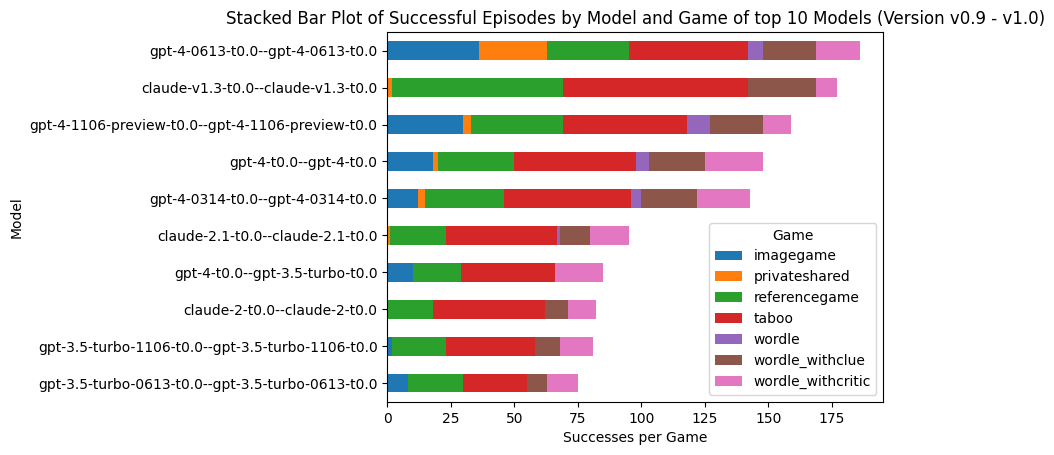 Stacked Bar Plot of Successful Episodes by Model and Game of top 10 Models (Version v0.9 - v1.0)
Model
gpt-4-0613-t0.0--gpt-4-0613-t0.0
claude-v1.3-t0.0--claude-v1.3-t0.0
gpt-4-1106-preview-t0.0--gpt-4-1106-preview-t0.0
gpt-4-t0.0--gpt-4-t0.0
gpt-4-0314-t0.0--gpt-4-0314-t0.0
claude-2.1-t0.0--claude-2.1-t0.0
gpt-4-t0.0--gpt-3.5-turbo-t0.0
claude-2-t0.0--claude-2-t0.0
gpt-3.5-turbo-1106-t0.0--gpt-3.5-turbo-1106-t0.0
gpt-3.5-turbo-0613-t0.0--gpt-3.5-turbo-0613-t0.0
Game
imagegame
privateshared
referencegame
taboo
wordle
wordle_withclue
wordle_withcritic
0 25 50 75 100 125 150 175
Successes per Game